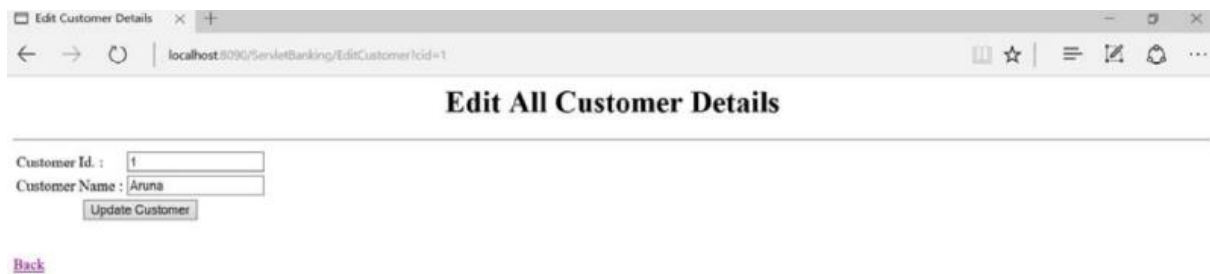 Edit Customer Details
localhost:8090/ServletBanking/EditCustomer?cid=1
Edit All Customer Details
Customer Id. : 1
Customer Name : Aruna
Update Customer
Back